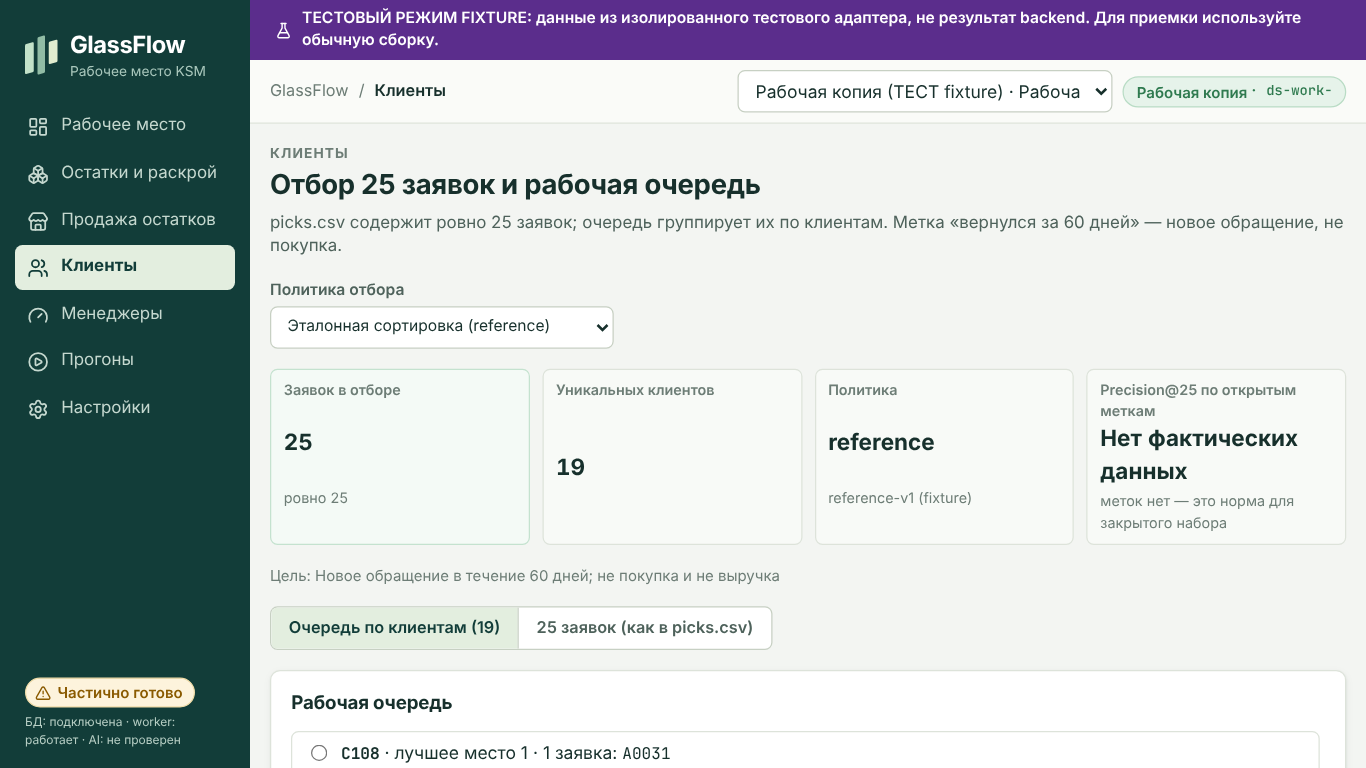 GlassFlow
Рабочее место KSM
Рабочее место
Остатки и раскрой
Продажа остатков
Клиенты
Менеджеры
Прогоны
Настройки
Частично готово
БД: подключена · worker:
работает · AI: не проверен
ТЕСТОВЫЙ РЕЖИМ FIXTURE: данные из изолированного тестового адаптера, не результат backend. Для приемки используйте
обычную сборку.
GlassFlow / Клиенты
Рабочая копия (ТЕСТ fixture) · Рабоча
Рабочая копия · ds-work-
КЛИЕНТЫ
Отбор 25 заявок и рабочая очередь
picks.csv содержит ровно 25 заявок; очередь группирует их по клиентам. Метка «вернулся за 60 дней» — новое обращение, не
покупка.
Политика отбора
Эталонная сортировка (reference)
Заявок в отборе
25
ровно 25
Уникальных клиентов
19
Политика
reference
reference-v1 (fixture)
Precision@25 по открытым
меткам
Нет фактических
данных
меток нет — это норма для
закрытого набора
Цель: Новое обращение в течение 60 дней; не покупка и не выручка
Очередь по клиентам (19)
25 заявок (как в picks.csv)
Рабочая очередь
C108 · лучшее место 1 · 1 заявка: A0031